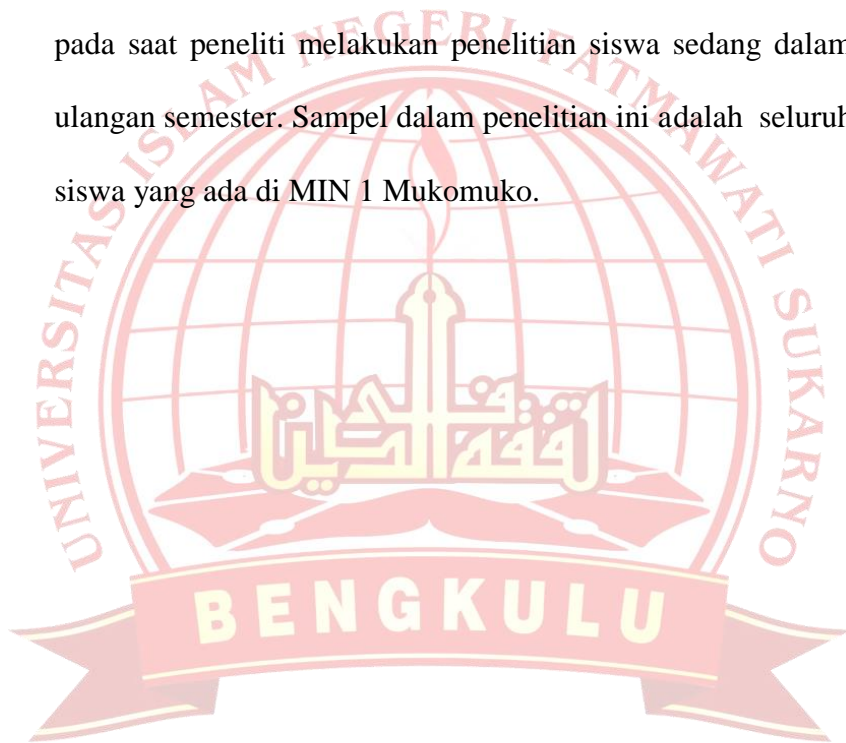 pada saat peneliti melakukan penelitian siswa sedang dalam
ulangan semester. Sampel dalam penelitian ini adalah seluruh
siswa yang ada di MIN 1 Mukomuko.
UNIVERSITAS ISLAM NEGERI FATMAWATI SUKARNO
BENGKULU